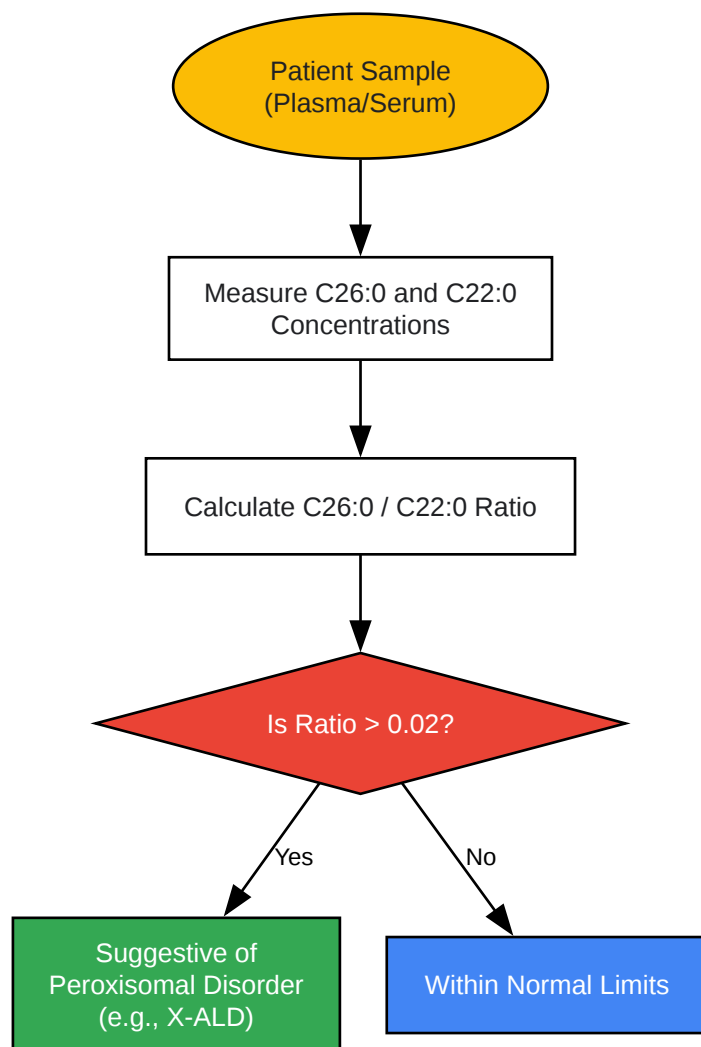 Patient Sample
(Plasma/Serum)
Measure C26:0 and C22:0
Concentrations
Calculate C26:0 / C22:0 Ratio
Is Ratio > 0.02?
Yes
No
Suggestive of
Peroxisomal Disorder
(e.g., X-ALD)
Within Normal Limits